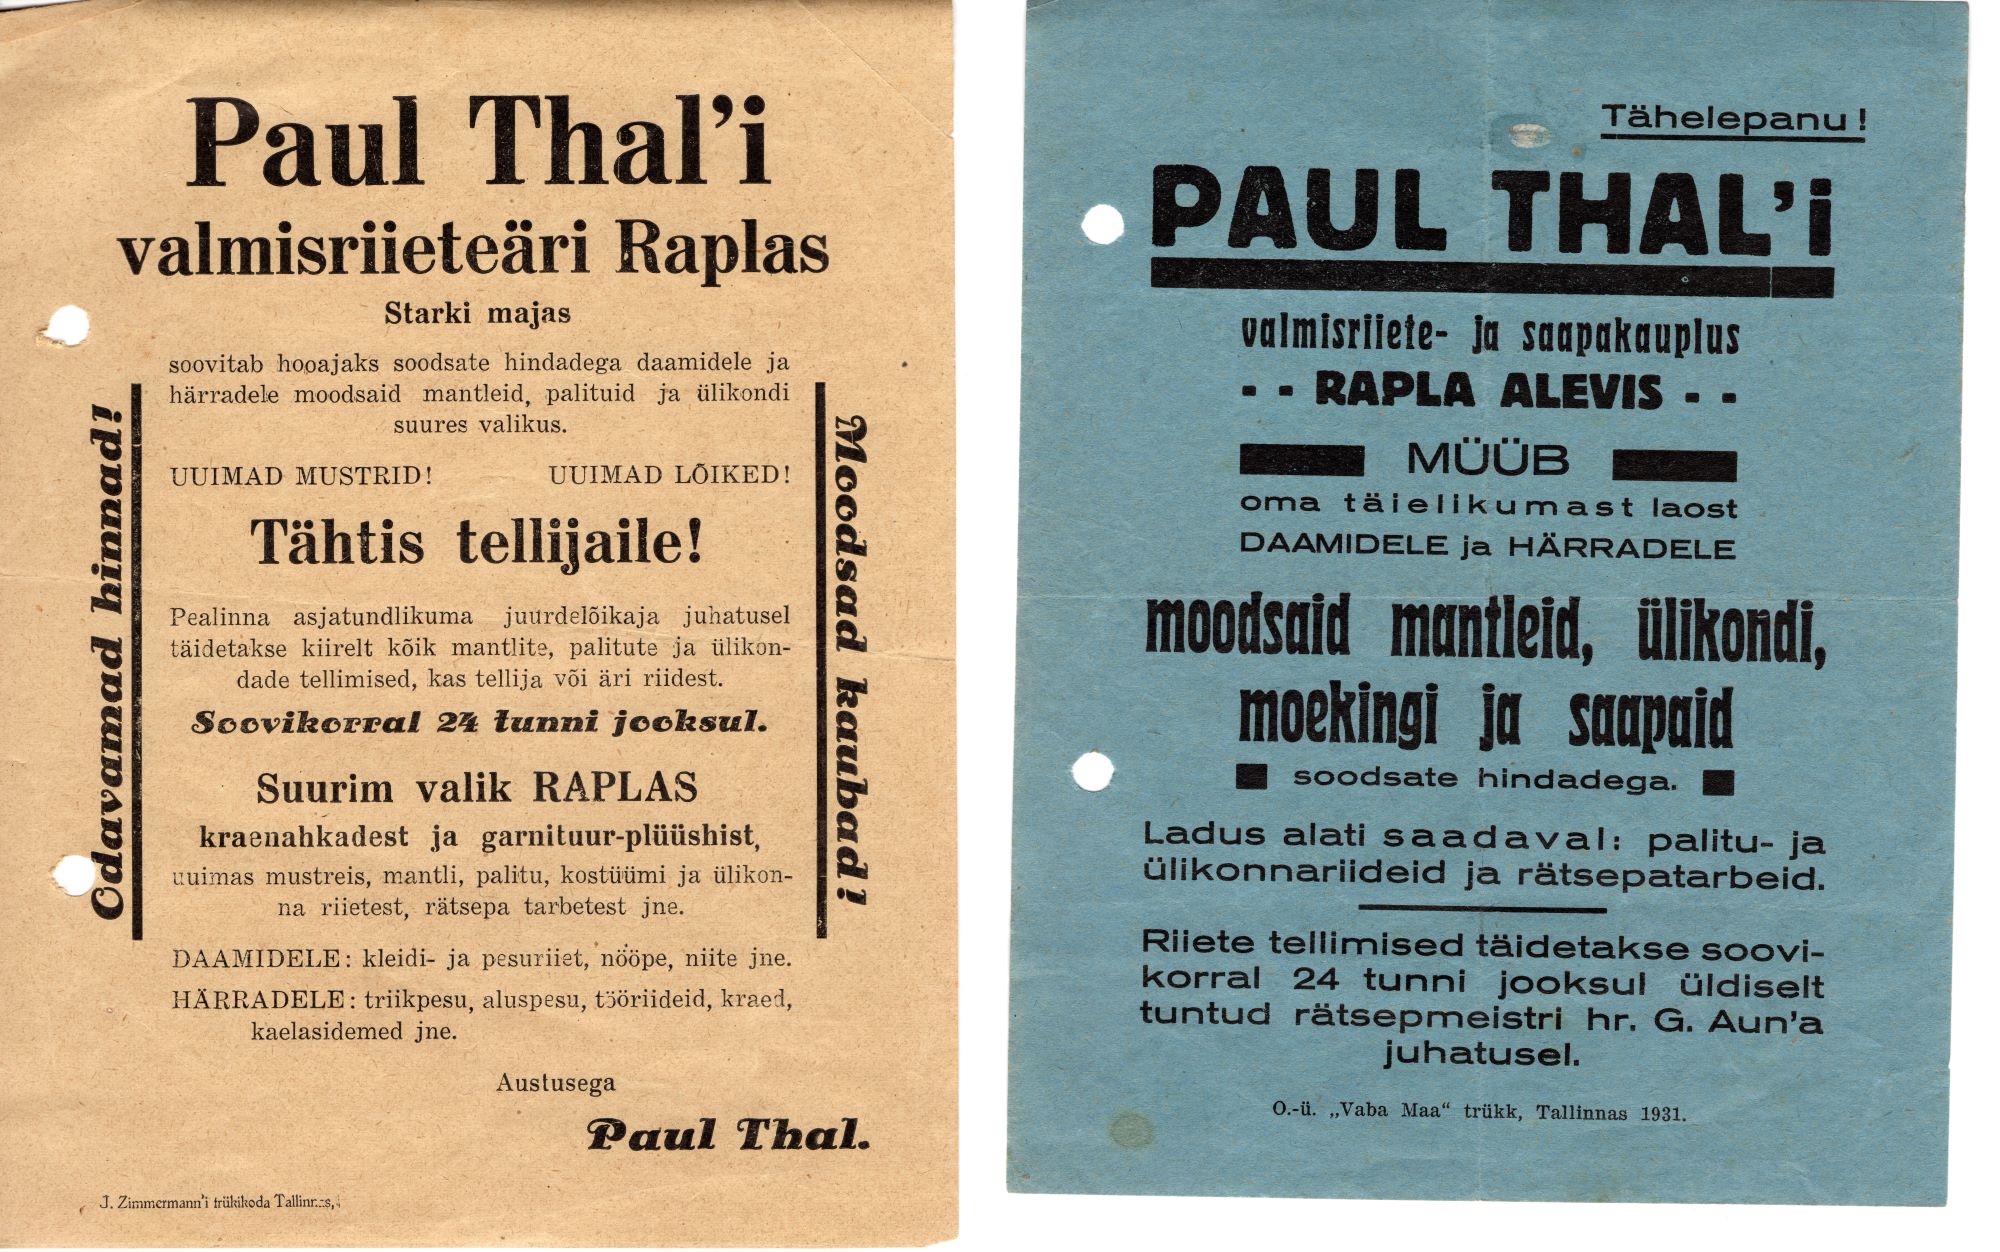 Paul Thal'i
valmisriieteäri Raplas
Starki majas
soovitab hooajaks soodsate hindadega daamidele ja
härradele moodsaid mantleid, palituid ja ülikondi
suures valikus.
UUIMAD MUSTRID! UUIMAD LÕIKED!
Tähtis tellijaile!
Pealinna asjatundlikuma juurdelõikaja juhatusel
täidetakse kiirelt kõik mantlite, palitute ja ülikon-
dade tellimised, kas tellija või äri riidest.
Soovikorral 24 tunni jooksul.
Suurim valik RAPLAS
kraenahkadest ja garnituur-plüüshist,
uuimas mustreis, mantli, palitu, kostüümi ja ülikon-
na riietest, rätsepa tarbetest jne.
DAAMIDELE: kleidi- ja pesuriiet, nööpe, niite jne.
HÄRRADELE: triikpesu, aluspesu, tööriideid, kraed,
kaelasidemed jne.
Austusega
Paul Thal.
Odavamad hinnad!
Moodsad kaubad!
J. Zimmermann'i trükikoda Tallinnas,
Tähelepanu!
PAUL THAL'i
valmisriiete- ja saapakauplus
- - RAPLA ALEVIS - -
MÜÜB
oma täielikumast laost
DAAMIDELE ja HÄRRADELE
moodsaid mantleid, ülikondi,
moekingi ja saapaid
soodsate hindadega.
Ladus alati saadaval: palitu- ja
ülikonnariideid ja rätsepatarbeid.
Riiete tellimised täidetakse soovi-
korral 24 tunni jooksul üldiselt
tuntud rätsepmeistri hr. G. Aun'a
juhatusel.
O.-ü. „Vaba Maa“ trükk, Tallinnas 1931.